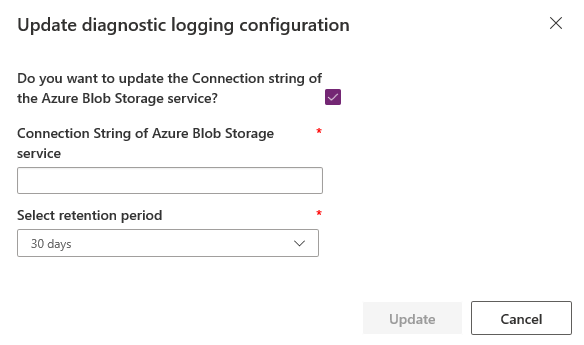 Update diagnostic logging configuration
Do you want to update the Connection string of
the Azure Blob Storage service?
Connection String of Azure Blob Storage *
service
Select retention period *
30 days
Update Cancel